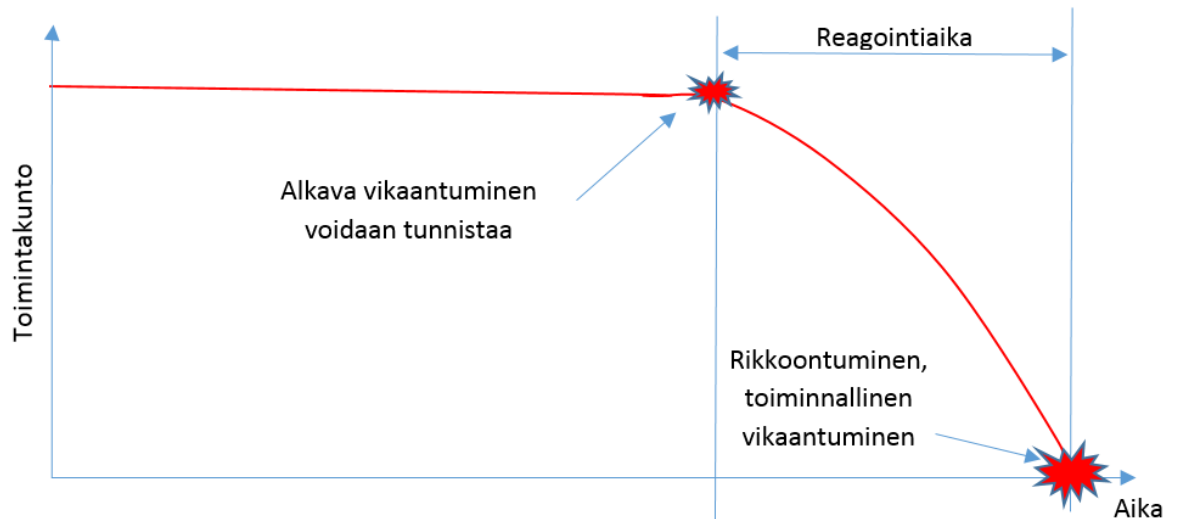 Reagointiaika
Toimintakunto
Alkava vikaantuminen
voidaan tunnistaa
Rikkoontuminen,
toiminnallinen
vikaantuminen
Aika